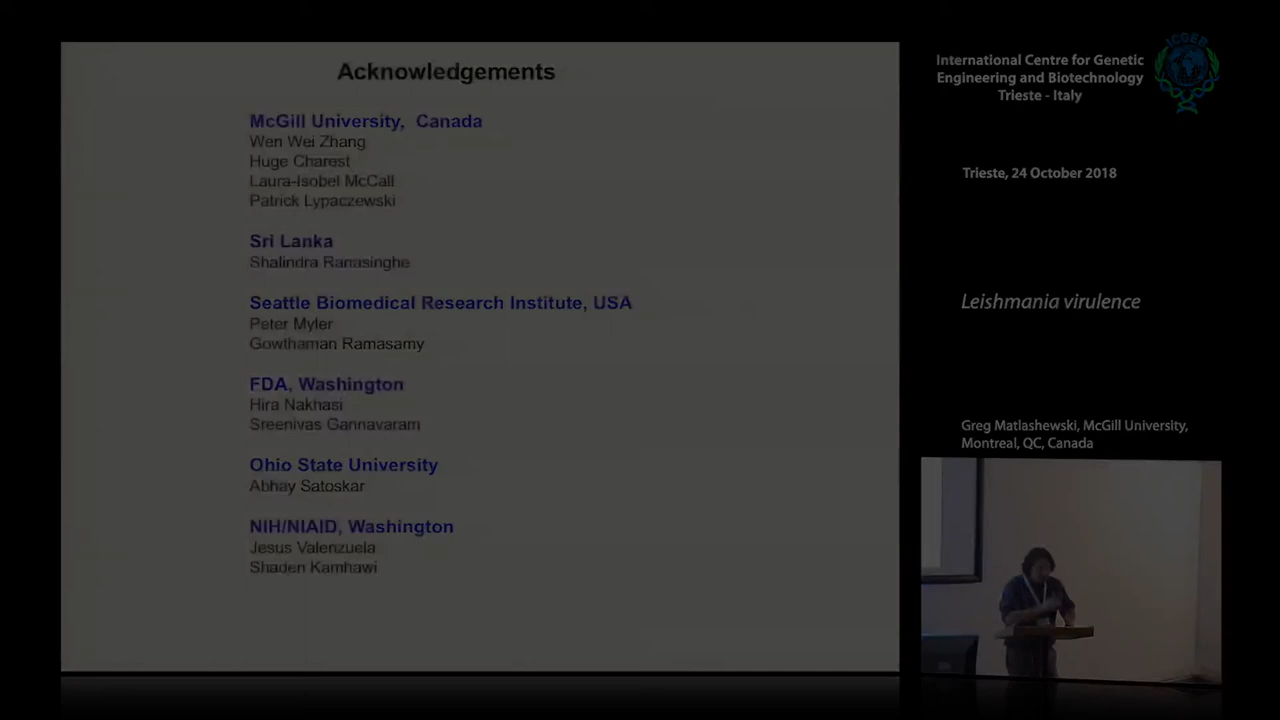 Acknowledgements
McGill University, Canada
Wen Wei Zhang
Huge Charest
Laura-Isobel McCall
Patrick Lypaczewski
Sri Lanka
Shalindra Ranasinghe
Seattle Biomedical Research Institute, USA
Peter Myler
Gowthaman Ramasamy
FDA, Washington
Hira Nakhasi
Sreenivas Gannavaram
Ohio State University
Abhay Satoskar
NIH/NIAID, Washington
Jesus Valenzuela
Shaden Kamhawi
International Centre for Genetic
Engineering and Biotechnology
Trieste - Italy
ICGEB
Trieste, 24 October 2018
Leishmania virulence
Greg Matlashewski, McGill University,
Montreal, QC, Canada